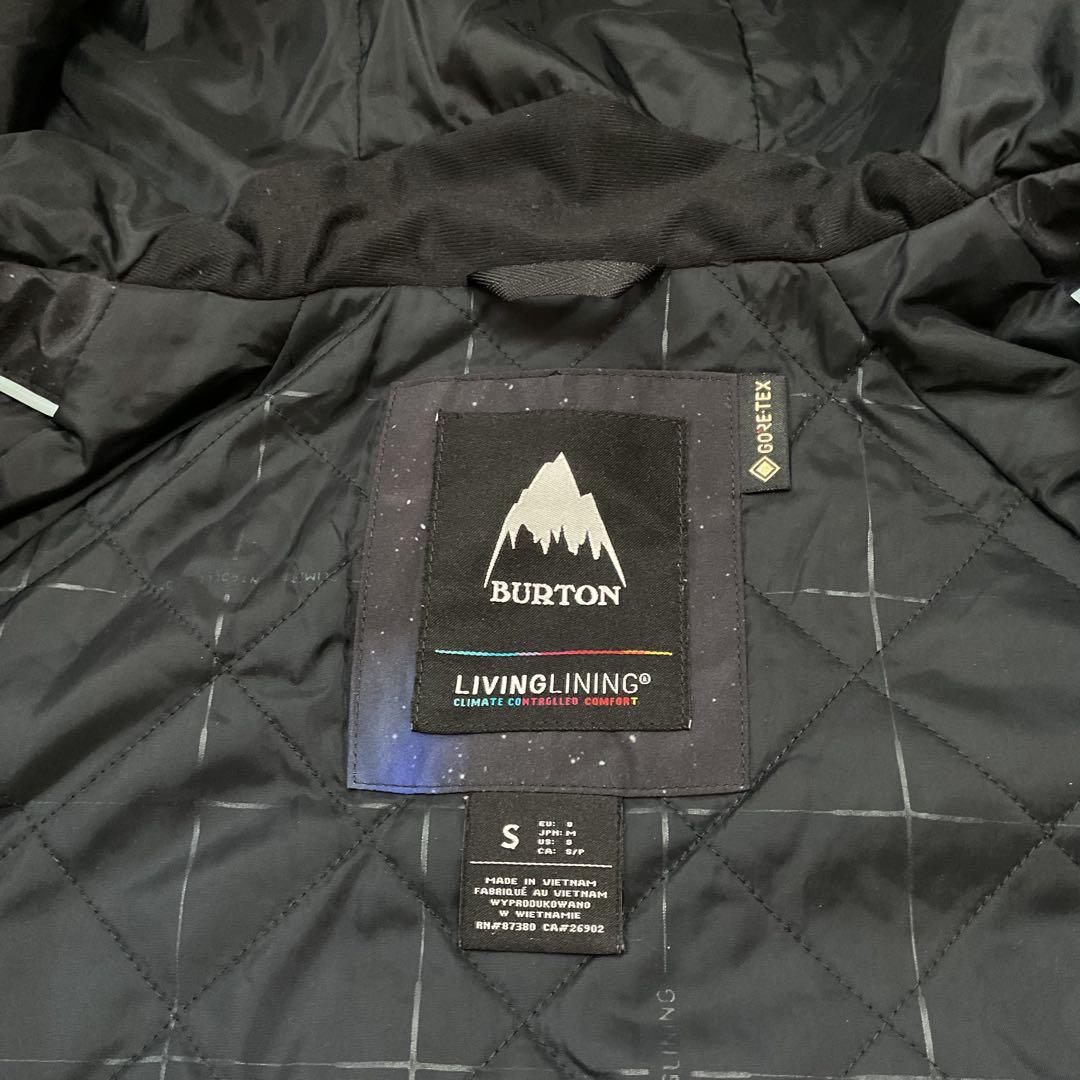 GORE-TEX
BURTON
LIVINGLINING®
CLIMATE CONTROLLED COMFORT
S
EU: S
JPN: M
US: S
CA: S/P
MADE IN VIETNAM
FABRIQUÉ AU VIETNAM
WYPRODUKOWANO
W WIETNAMIE
RN#87380 CA#26902
GLINING